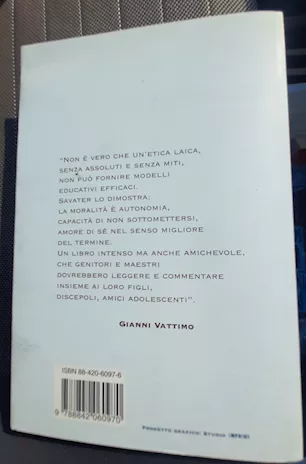 "Non è vero che un'etica laica,
senza assoluti e senza miti,
non può fornire modelli
educativi efficaci.
Savater lo dimostra:
la moralità è autonomia,
capacità di non sottomettersi,
amore di sé nel senso migliore
del termine.
Un libro intenso ma anche amichevole,
che genitori e maestri
dovrebbero leggere e commentare
insieme ai loro figli,
discepoli, amici adolescenti".
Gianni Vattimo
ISBN 88-420-6097-6
9 788842 060970
Progetto grafico: Studio